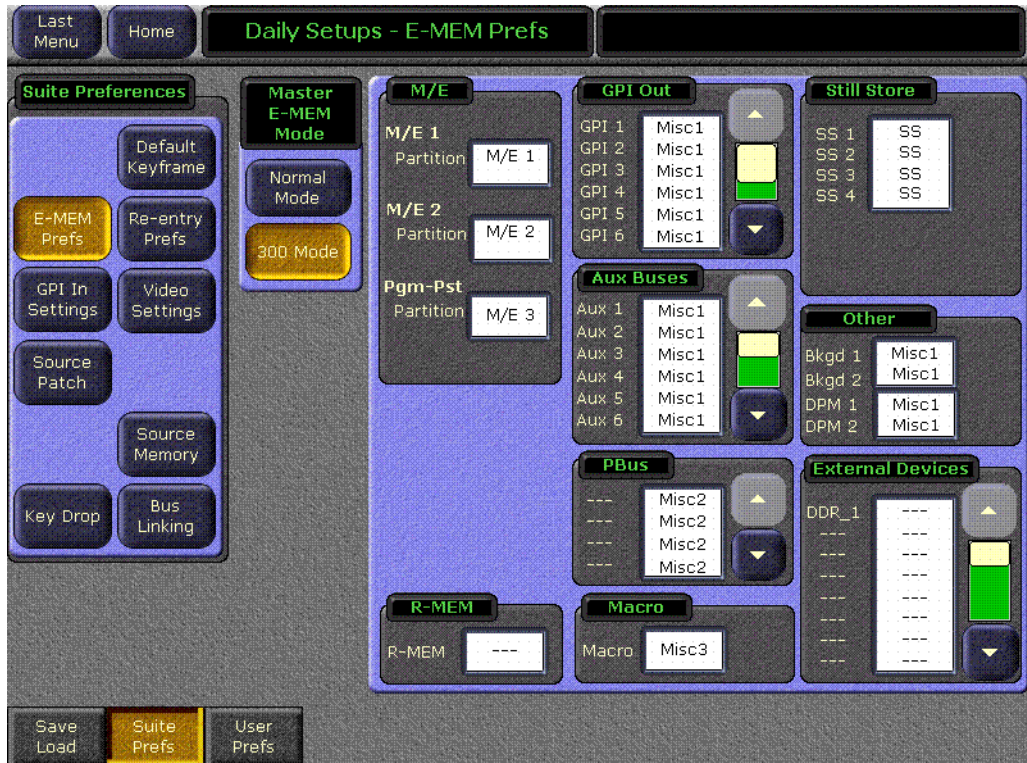 Last Menu
Home
Daily Setups - E-MEM Prefs
Suite Preferences
Default Keyframe
E-MEM Prefs
Re-entry Prefs
GPI In Settings
Video Settings
Source Patch
Source Memory
Key Drop
Bus Linking
Master E-MEM Mode
Normal Mode
300 Mode
M/E
M/E 1
Partition M/E 1
M/E 2
Partition M/E 2
Pgm-Pst
Partition M/E 3
GPI Out
GPI 1 Misc1
GPI 2 Misc1
GPI 3 Misc1
GPI 4 Misc1
GPI 5 Misc1
GPI 6 Misc1
Aux Buses
Aux 1 Misc1
Aux 2 Misc1
Aux 3 Misc1
Aux 4 Misc1
Aux 5 Misc1
Aux 6 Misc1
PBus
--- Misc2
--- Misc2
--- Misc2
--- Misc2
R-MEM
R-MEM ---
Macro
Macro Misc3
Still Store
SS 1 SS
SS 2 SS
SS 3 SS
SS 4 SS
Other
Bkgd 1 Misc1
Bkgd 2 Misc1
DPM 1 Misc1
DPM 2 Misc1
External Devices
DDR_1 ---
--- ---
--- ---
--- ---
--- ---
--- ---
--- ---
--- ---
Save Load
Suite Prefs
User Prefs